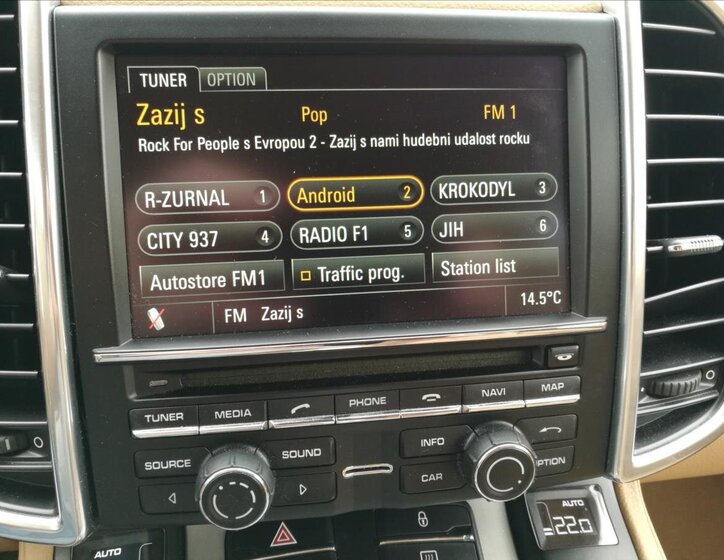 TUNER OPTION
Zazij s Pop FM 1
Rock For People s Evropou 2 - Zazij s nami hudebni udalost rocku
R-ZURNAL 1 Android 2 KROKODYL 3
CITY 937 4 RADIO F1 5 JIH 6
Autostore FM1 Traffic prog. Station list
FM Zazij s 14.5°C
TUNER MEDIA PHONE NAVI MAP
SOURCE SOUND INFO
CAR OPTION
AUTO AUTO
22.0